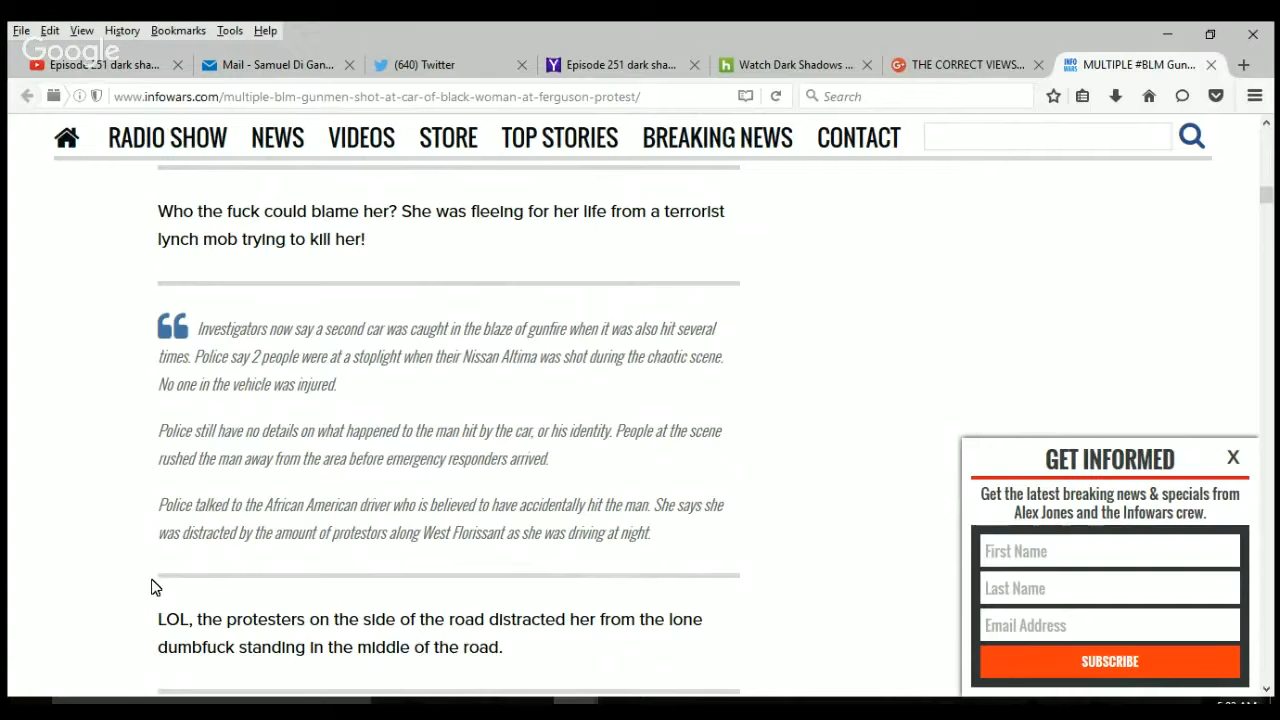 File Edit View History Bookmarks Tools Help
Google
Episode 251 dark sha... Mail - Samuel Di Gan... (640) Twitter Episode 251 dark sha... Watch Dark Shadows ... THE CORRECT VIEWS... INFO WARS MULTIPLE #BLM Gun...
www.infowars.com/multiple-blm-gunmen-shot-at-car-of-black-woman-at-ferguson-protest/ Search
RADIO SHOW NEWS VIDEOS STORE TOP STORIES BREAKING NEWS CONTACT
Who the fuck could blame her? She was fleeing for her life from a terrorist
lynch mob trying to kill her!
Investigators now say a second car was caught in the blaze of gunfire when it was also hit several
times. Police say 2 people were at a stoplight when their Nissan Altima was shot during the chaotic scene.
No one in the vehicle was injured.
Police still have no details on what happened to the man hit by the car, or his identity. People at the scene
rushed the man away from the area before emergency responders arrived.
Police talked to the African American driver who is believed to have accidentally hit the man. She says she
was distracted by the amount of protestors along West Florissant as she was driving at night.
LOL, the protesters on the side of the road distracted her from the lone
dumbfuck standing in the middle of the road.
GET INFORMED X
Get the latest breaking news & specials from
Alex Jones and the Infowars crew.
First Name
Last Name
Email Address
SUBSCRIBE